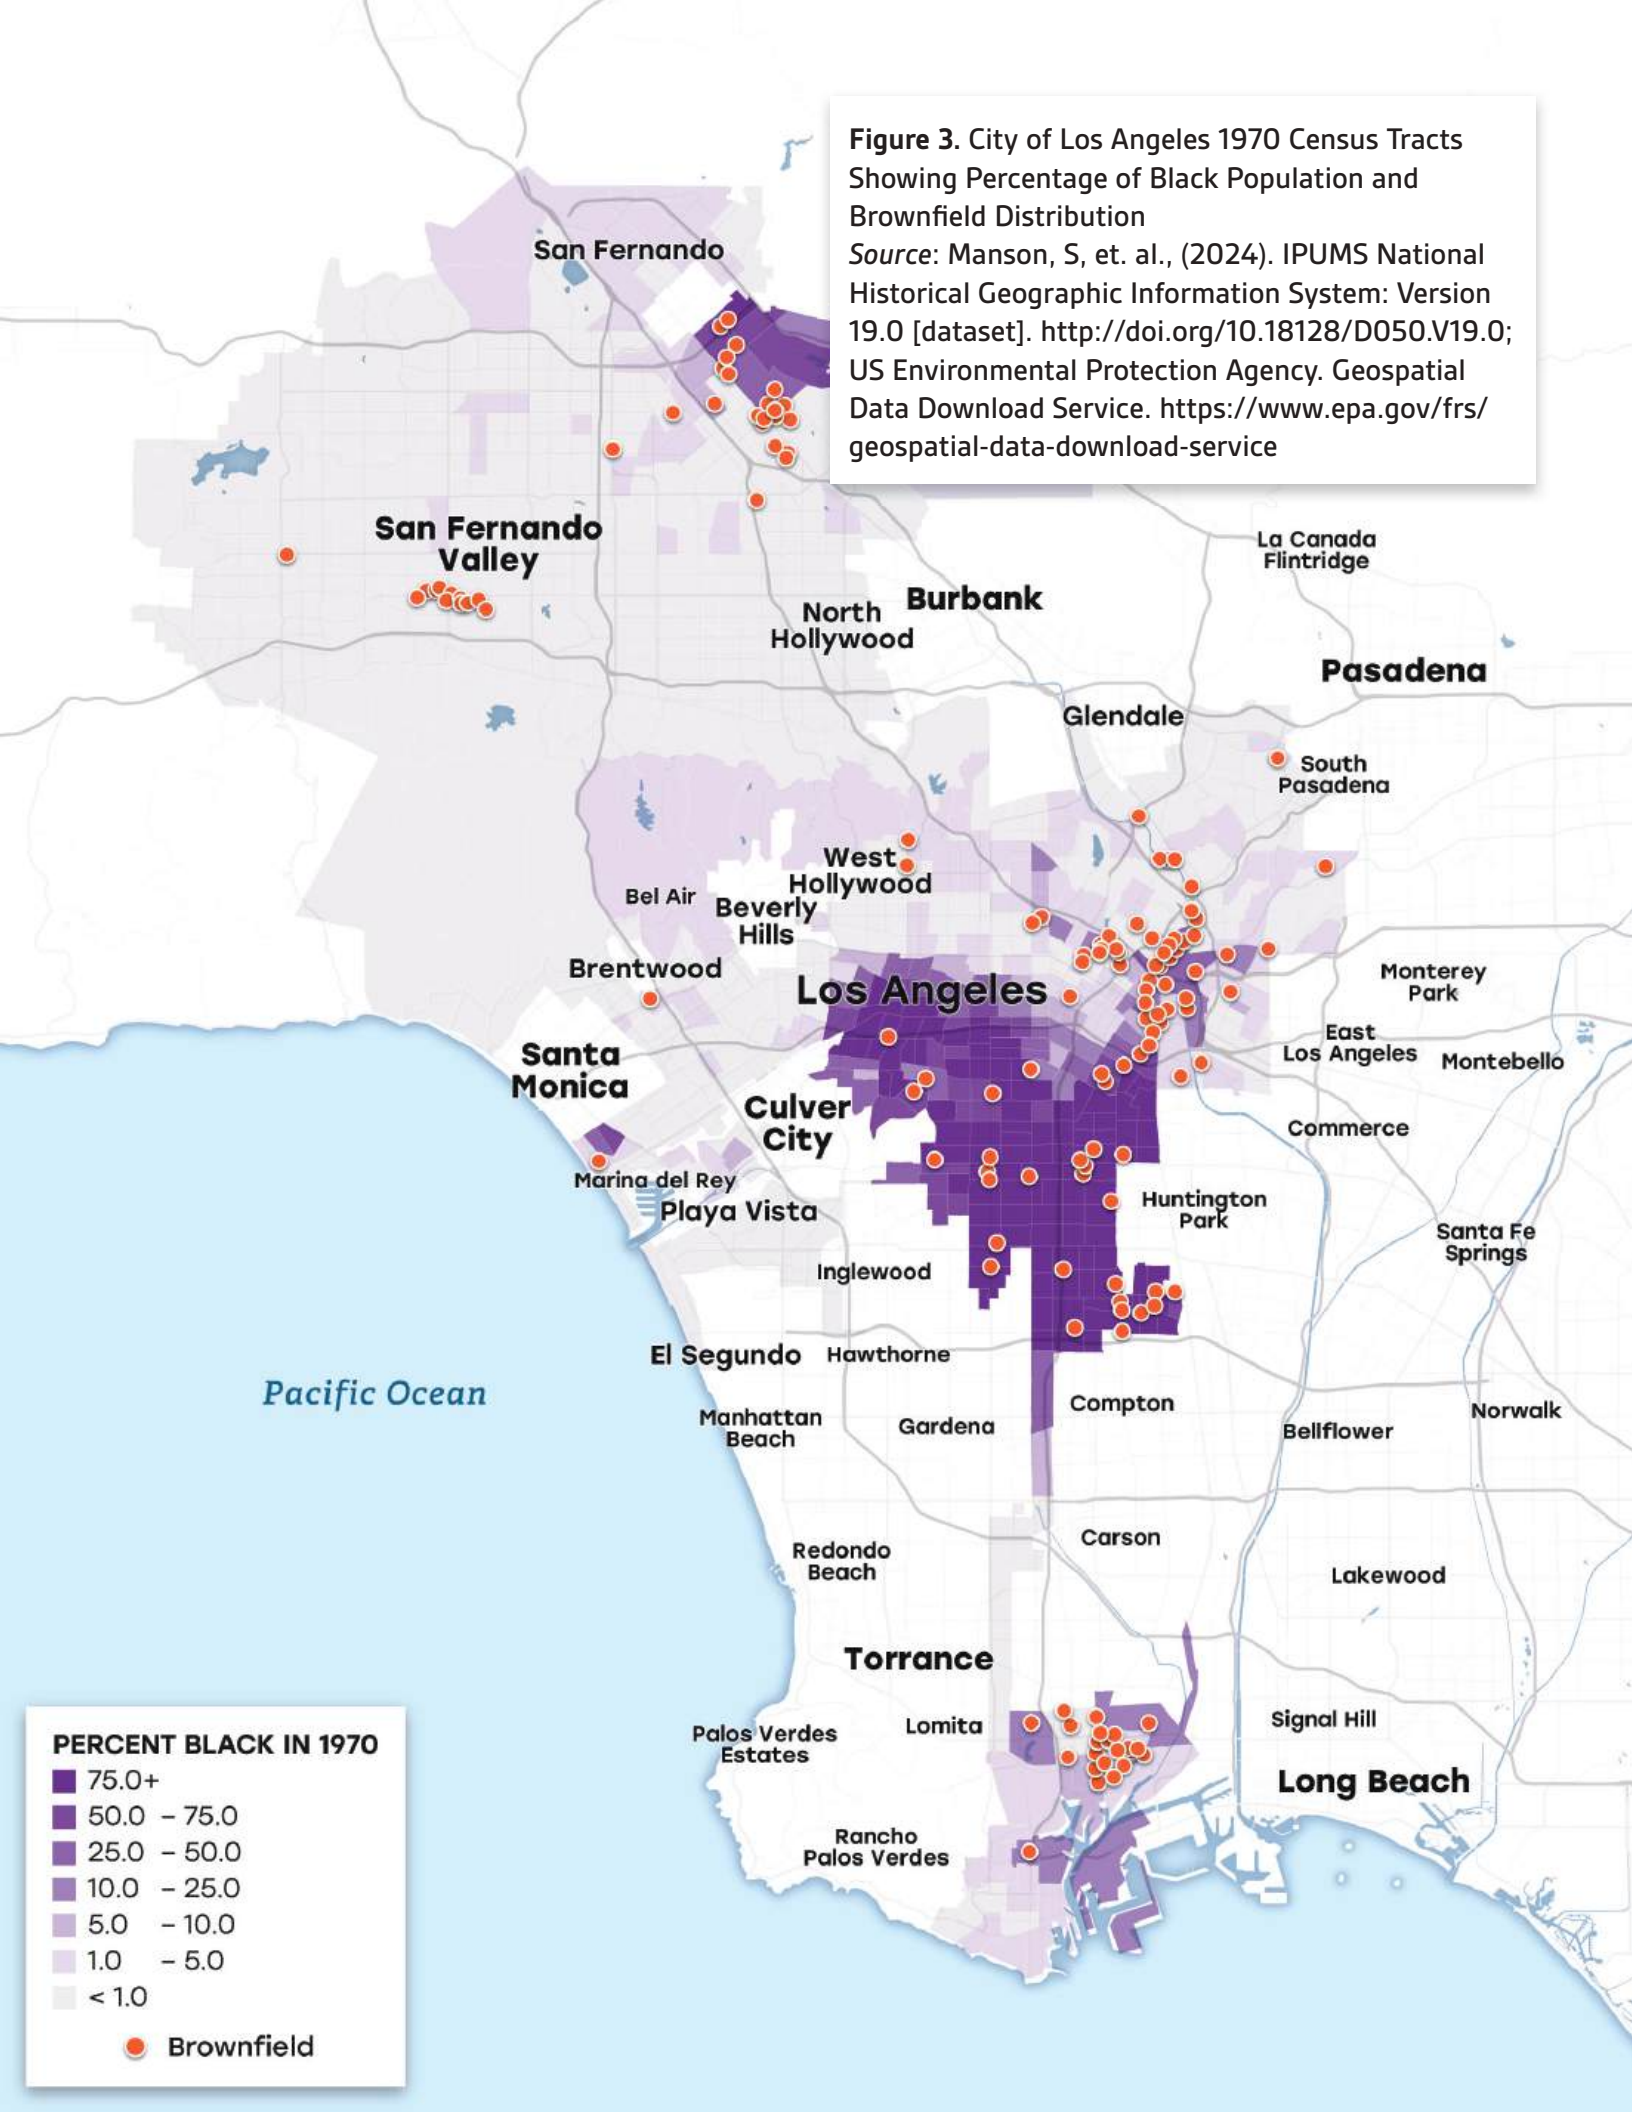 Figure 3. City of Los Angeles 1970 Census Tracts
Showing Percentage of Black Population and
Brownfield Distribution
Source: Manson, S, et. al., (2024). IPUMS National
Historical Geographic Information System: Version
19.0 [dataset]. http://doi.org/10.18128/D050.V19.0;
US Environmental Protection Agency. Geospatial
Data Download Service. https://www.epa.gov/frs/
geospatial-data-download-service
San Fernando
San Fernando
Valley
La Canada
Flintridge
Burbank
North
Hollywood
Pasadena
Glendale
South
Pasadena
West
Hollywood
Bel Air
Beverly
Hills
Brentwood
Los Angeles
Monterey
Park
East
Los Angeles
Montebello
Santa
Monica
Culver
City
Commerce
Marina del Rey
Playa Vista
Huntington
Park
Santa Fe
Springs
Inglewood
El Segundo
Hawthorne
Pacific Ocean
Compton
Manhattan
Beach
Gardena
Norwalk
Bellflower
Carson
Redondo
Beach
Lakewood
Torrance
Palos Verdes
Estates
Lomita
Signal Hill
Long Beach
Rancho
Palos Verdes
PERCENT BLACK IN 1970
75.0+
50.0 – 75.0
25.0 – 50.0
10.0 – 25.0
5.0 – 10.0
1.0 – 5.0
< 1.0
Brownfield